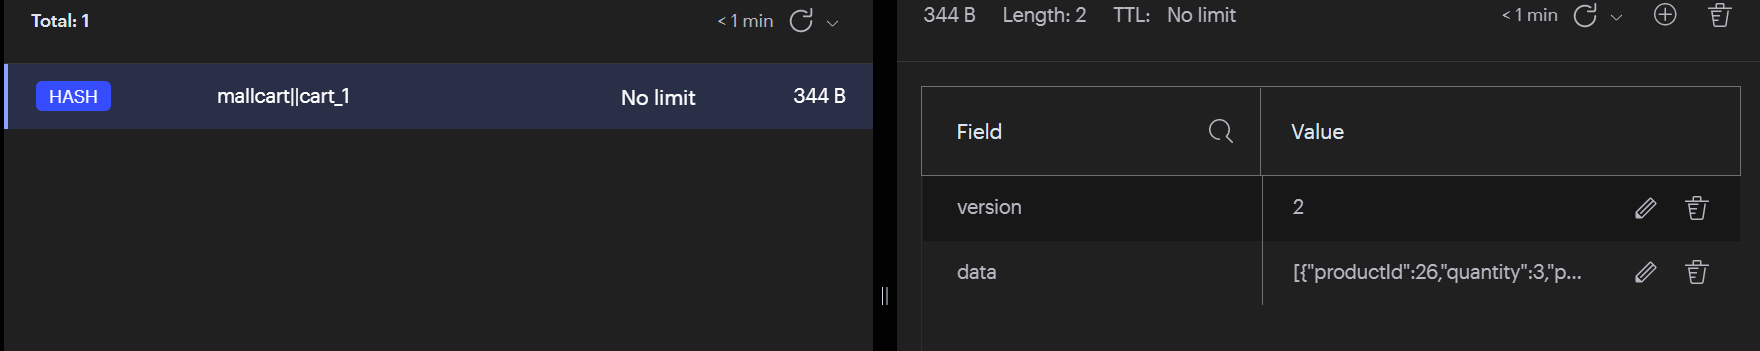 Total: 1
< 1 min
HASH
mallcart||cart_1
No limit
344 B
344 B
Length: 2
TTL:
No limit
< 1 min
Field
Value
version
2
data
[{"productId":26,"quantity":3,"p...